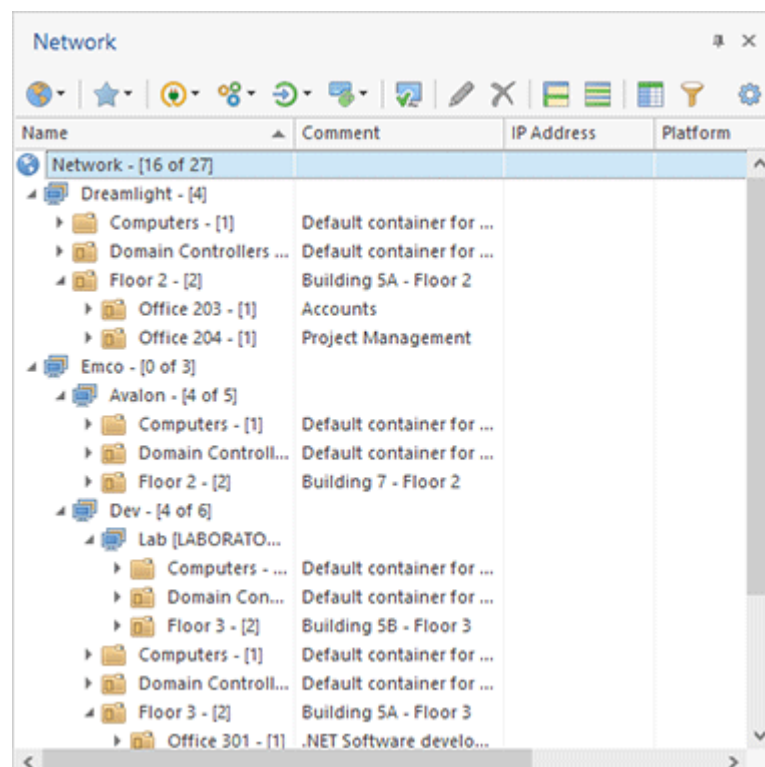 Network
Name Comment IP Address Platform
Network - [16 of 27]
Dreamlight - [4]
Computers - [1] Default container for ...
Domain Controllers ... Default container for ...
Floor 2 - [2] Building 5A - Floor 2
Office 203 - [1] Accounts
Office 204 - [1] Project Management
Emco - [0 of 3]
Avalon - [4 of 5]
Computers - [1] Default container for ...
Domain Controll... Default container for ...
Floor 2 - [2] Building 7 - Floor 2
Dev - [4 of 6]
Lab [LABORATO...
Computers - ... Default container for ...
Domain Con... Default container for ...
Floor 3 - [2] Building 5B - Floor 3
Computers - [1] Default container for ...
Domain Controll... Default container for ...
Floor 3 - [2] Building 5A - Floor 3
Office 301 - [1] .NET Software develo...